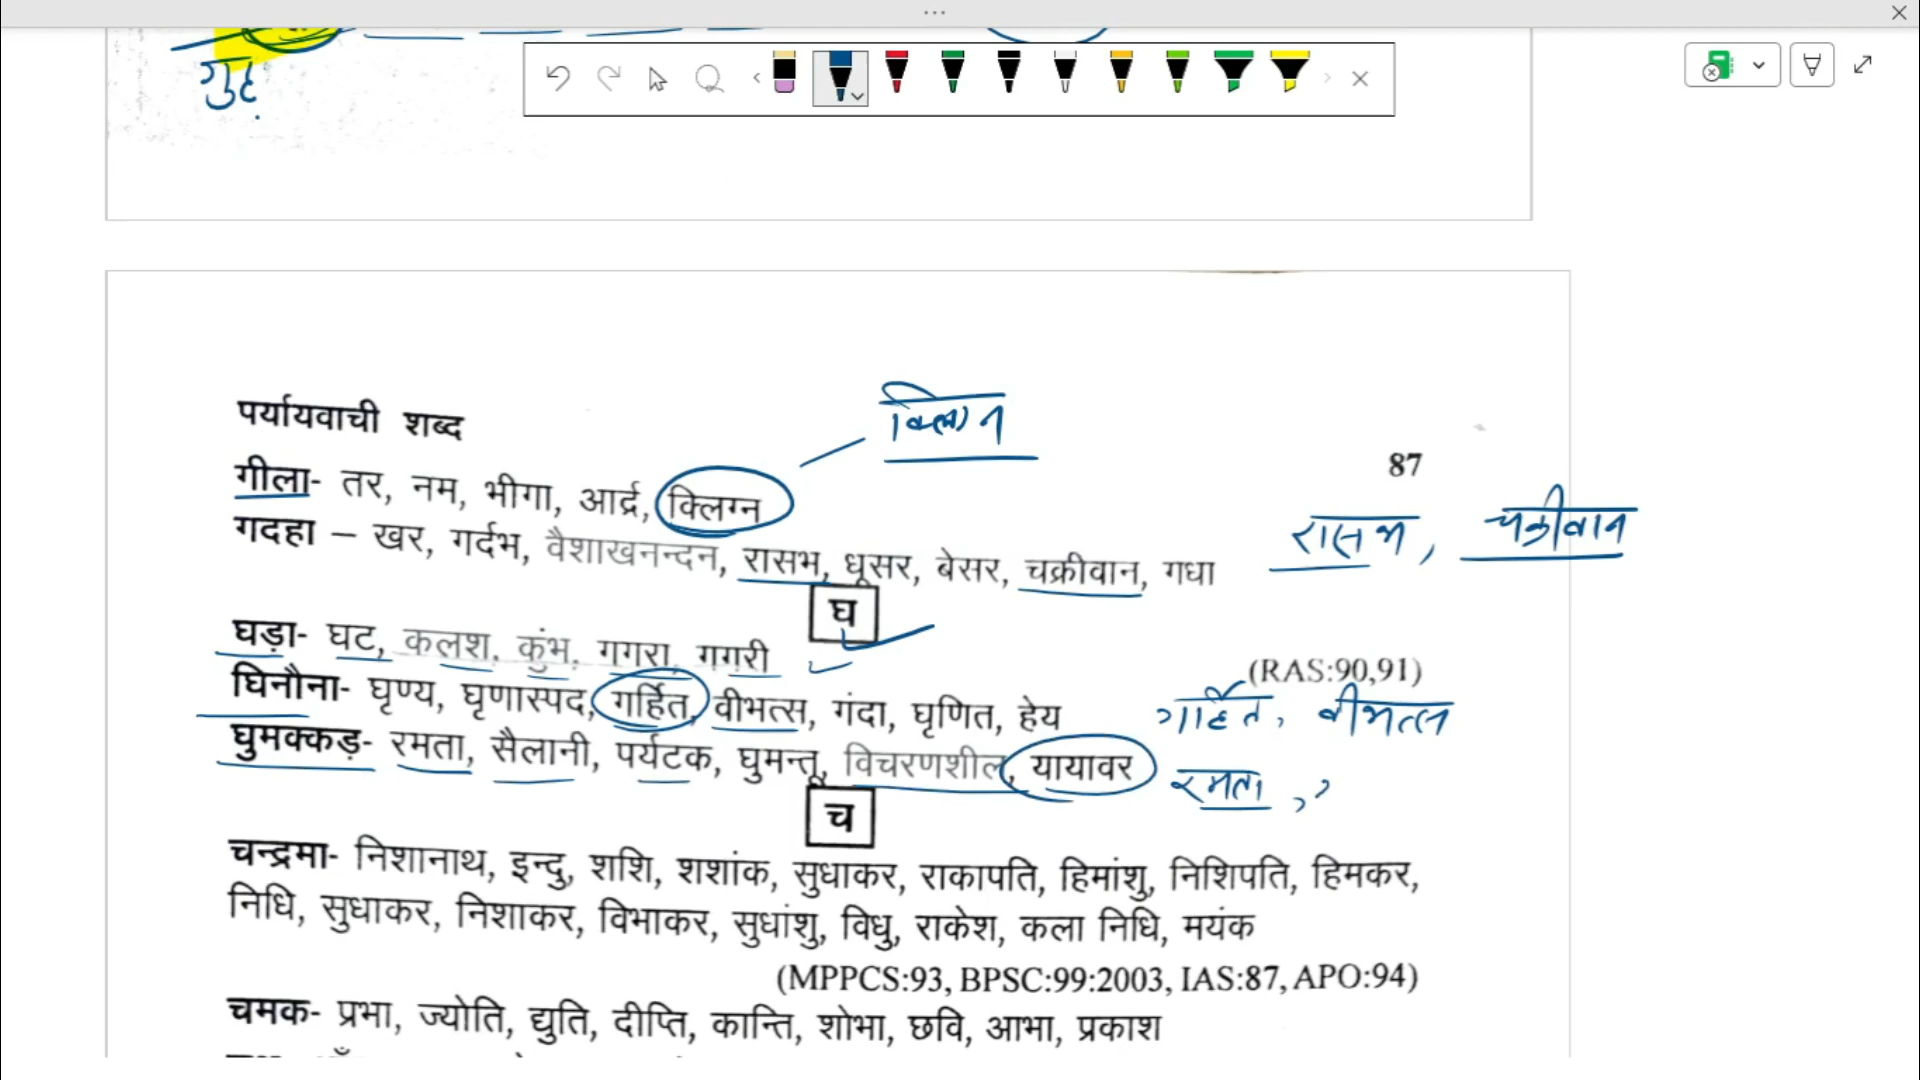 गुह
क्लिन्न
पर्यायवाची शब्द
87
गीला- तर, नम, भीगा, आर्द्र, क्लिग्न
रासभ, चक्रीवान
गदहा – खर, गर्दभ, वैशाखनन्दन, रासभ, धूसर, बेसर, चक्रीवान, गधा
घ
घड़ा- घट, कलश, कुंभ, गगरा, गगरी
(RAS:90,91)
घिनौना- घृण्य, घृणास्पद, गर्हित, वीभत्स, गंदा, घृणित, हेय
गर्हित, वीभत्स
घुमक्कड़- रमता, सैलानी, पर्यटक, घुमन्तू, विचरणशील, यायावर
रमता ,,
च
चन्द्रमा- निशानाथ, इन्दु, शशि, शशांक, सुधाकर, राकापति, हिमांशु, निशिपति, हिमकर,
निधि, सुधाकर, निशाकर, विभाकर, सुधांशु, विधु, राकेश, कला निधि, मयंक
(MPPCS:93, BPSC:99:2003, IAS:87, APO:94)
चमक- प्रभा, ज्योति, द्युति, दीप्ति, कान्ति, शोभा, छवि, आभा, प्रकाश